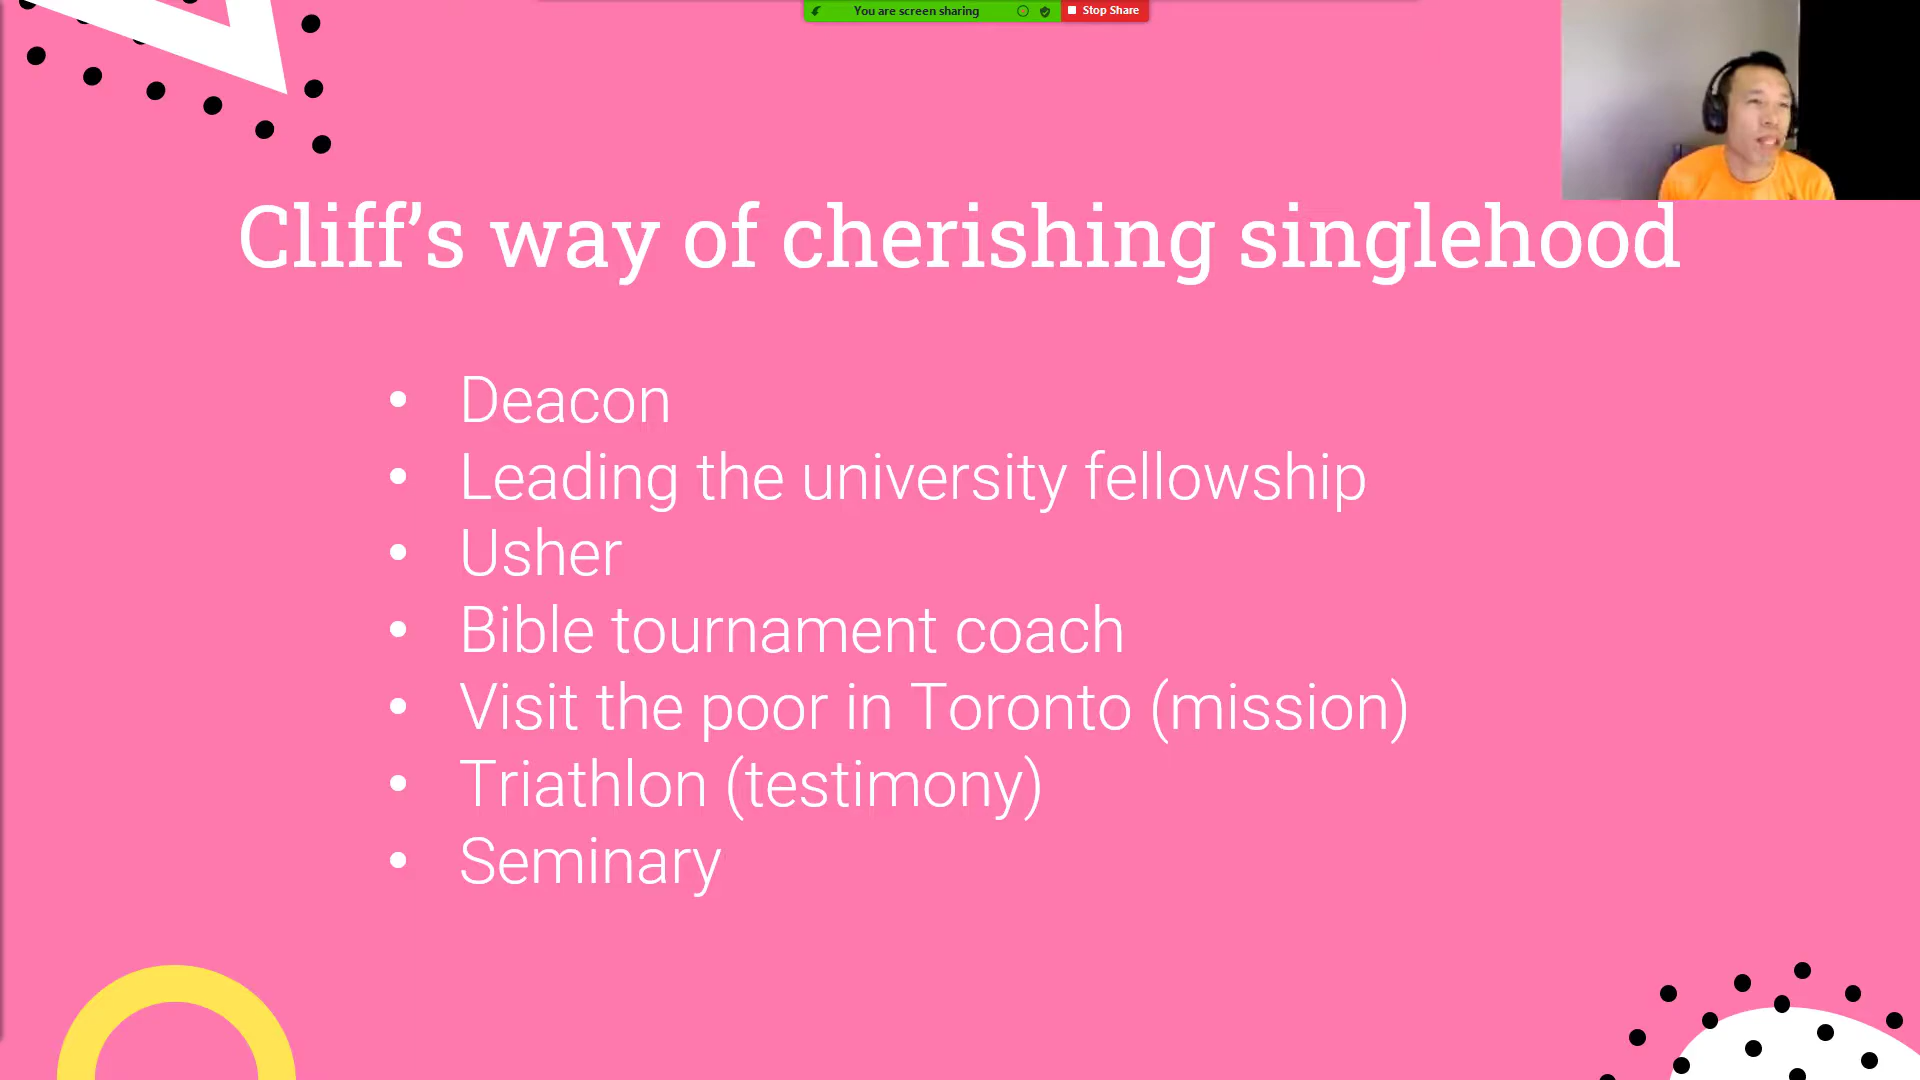 You are screen sharing
Stop Share
Cliff’s way of cherishing singlehood
• Deacon
• Leading the university fellowship
• Usher
• Bible tournament coach
• Visit the poor in Toronto (mission)
• Triathlon (testimony)
• Seminary